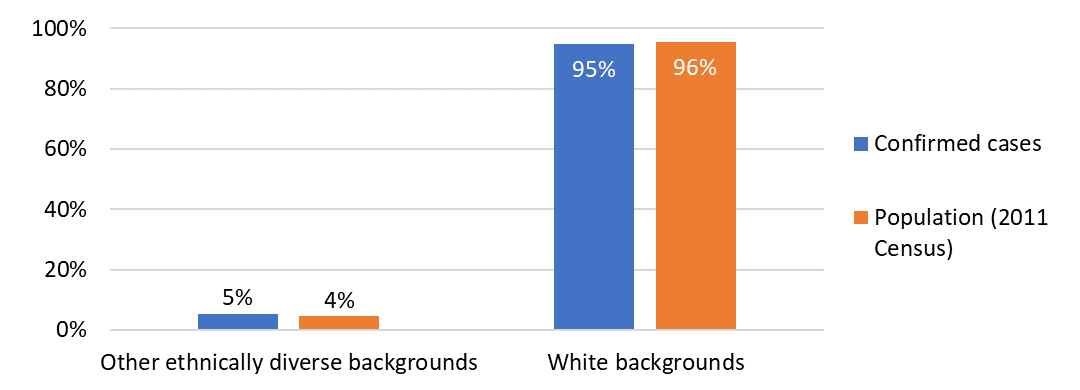 100%
80%
60%
40%
20%
0%
5%
4%
95%
96%
Other ethnically diverse backgrounds
White backgrounds
Confirmed cases
Population (2011
Census)